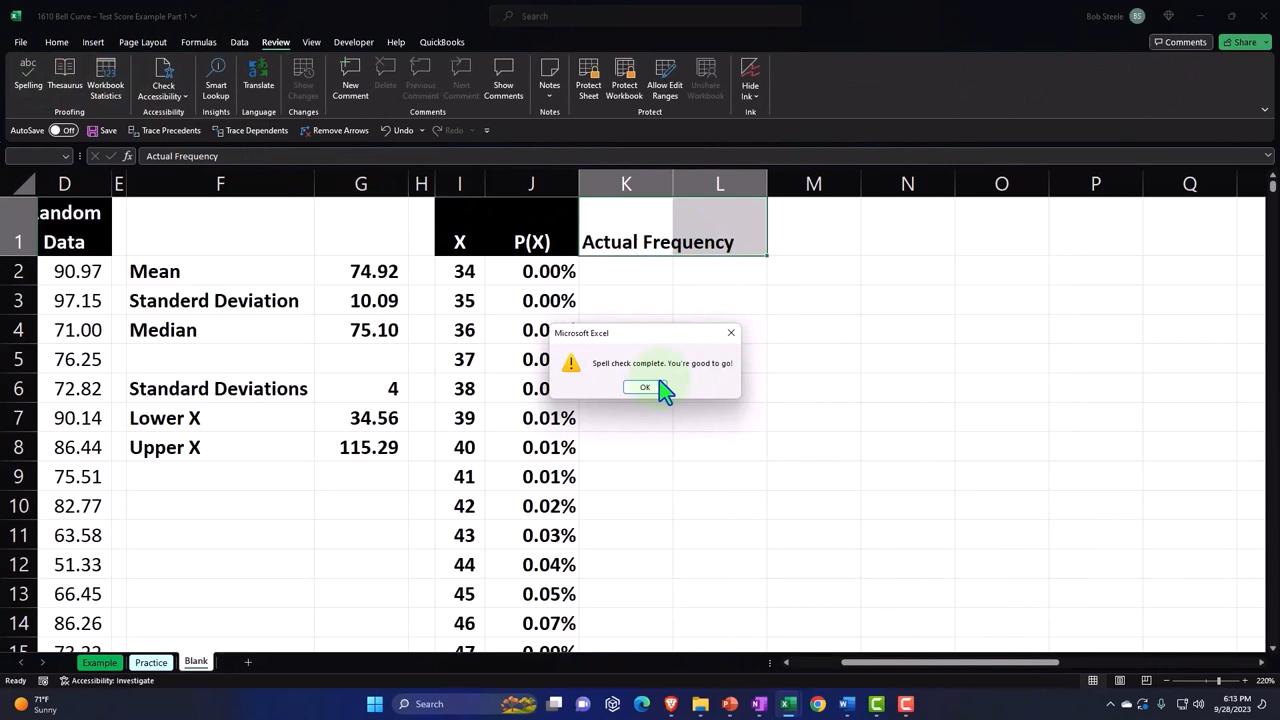 1610 Bell Curve – Test Score Example Part 1
Search
Bob Steele
BS
File Home Insert Page Layout Formulas Data Review View Developer Help QuickBooks
Comments
Share
Spelling
Thesaurus
Workbook
Statistics
Check
Accessibility
Smart
Lookup
Translate
Show
Changes
New
Comment
Delete
Previous
Comment
Next
Comment
Show
Comments
Notes
Protect
Sheet
Protect
Workbook
Allow Edit
Ranges
Unshare
Workbook
Hide
Ink
Proofing
Accessibility
Insights
Language
Changes
Comments
Notes
Protect
Ink
AutoSave Off Save Trace Precedents Trace Dependents Remove Arrows Undo Redo
fx Actual Frequency
D E F G H I J K L M N O P Q
andom
1 Data X P(X) Actual Frequency
2 90.97 Mean 74.92 34 0.00%
3 97.15 Standerd Deviation 10.09 35 0.00%
4 71.00 Median 75.10 36
5 76.25 37
6 72.82 Standard Deviations 4 38
7 90.14 Lower X 34.56 39 0.01%
8 86.44 Upper X 115.29 40 0.01%
9 75.51 41 0.01%
10 82.77 42 0.02%
11 63.58 43 0.03%
12 51.33 44 0.04%
13 66.45 45 0.05%
14 86.26 46 0.07%
Microsoft Excel
Spell check complete. You're good to go!
OK
Example Practice Blank
Ready Accessibility: Investigate 220%
71°F
Sunny
Search
6:13 PM
9/28/2023